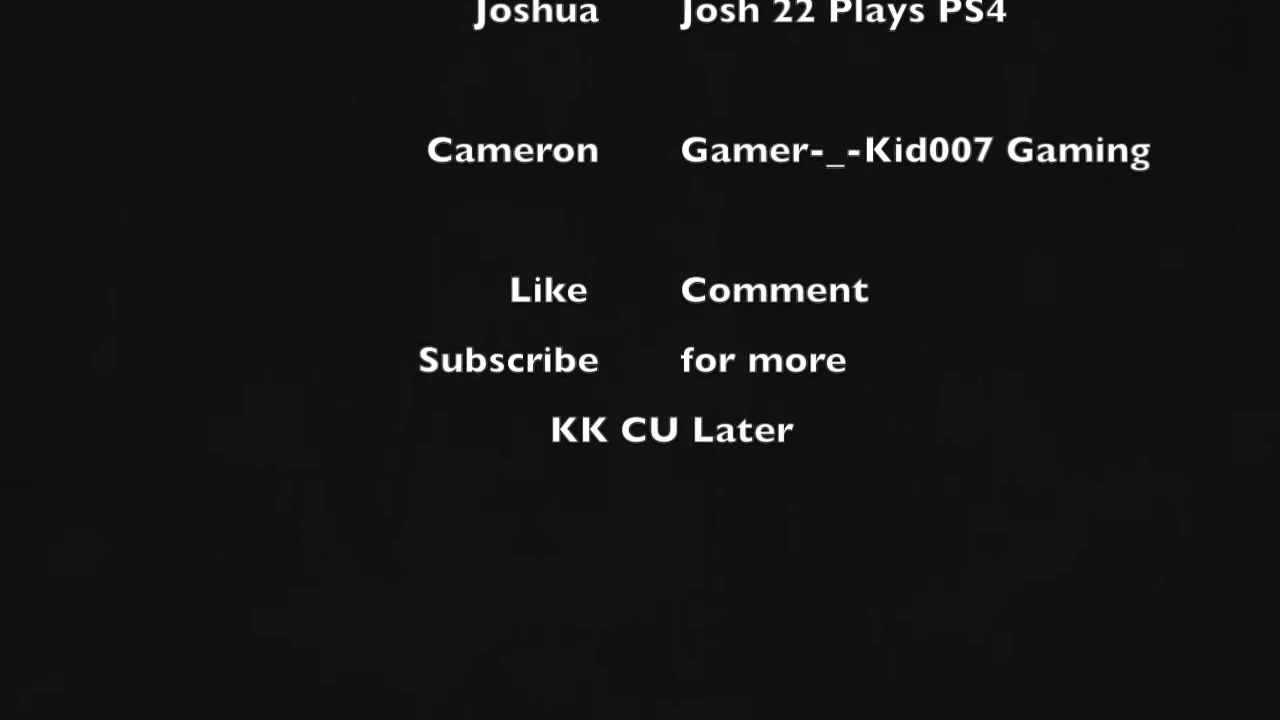 Joshua Josh 22 Plays PS4
Cameron Gamer-_-Kid007 Gaming
Like Comment
Subscribe for more
KK CU Later